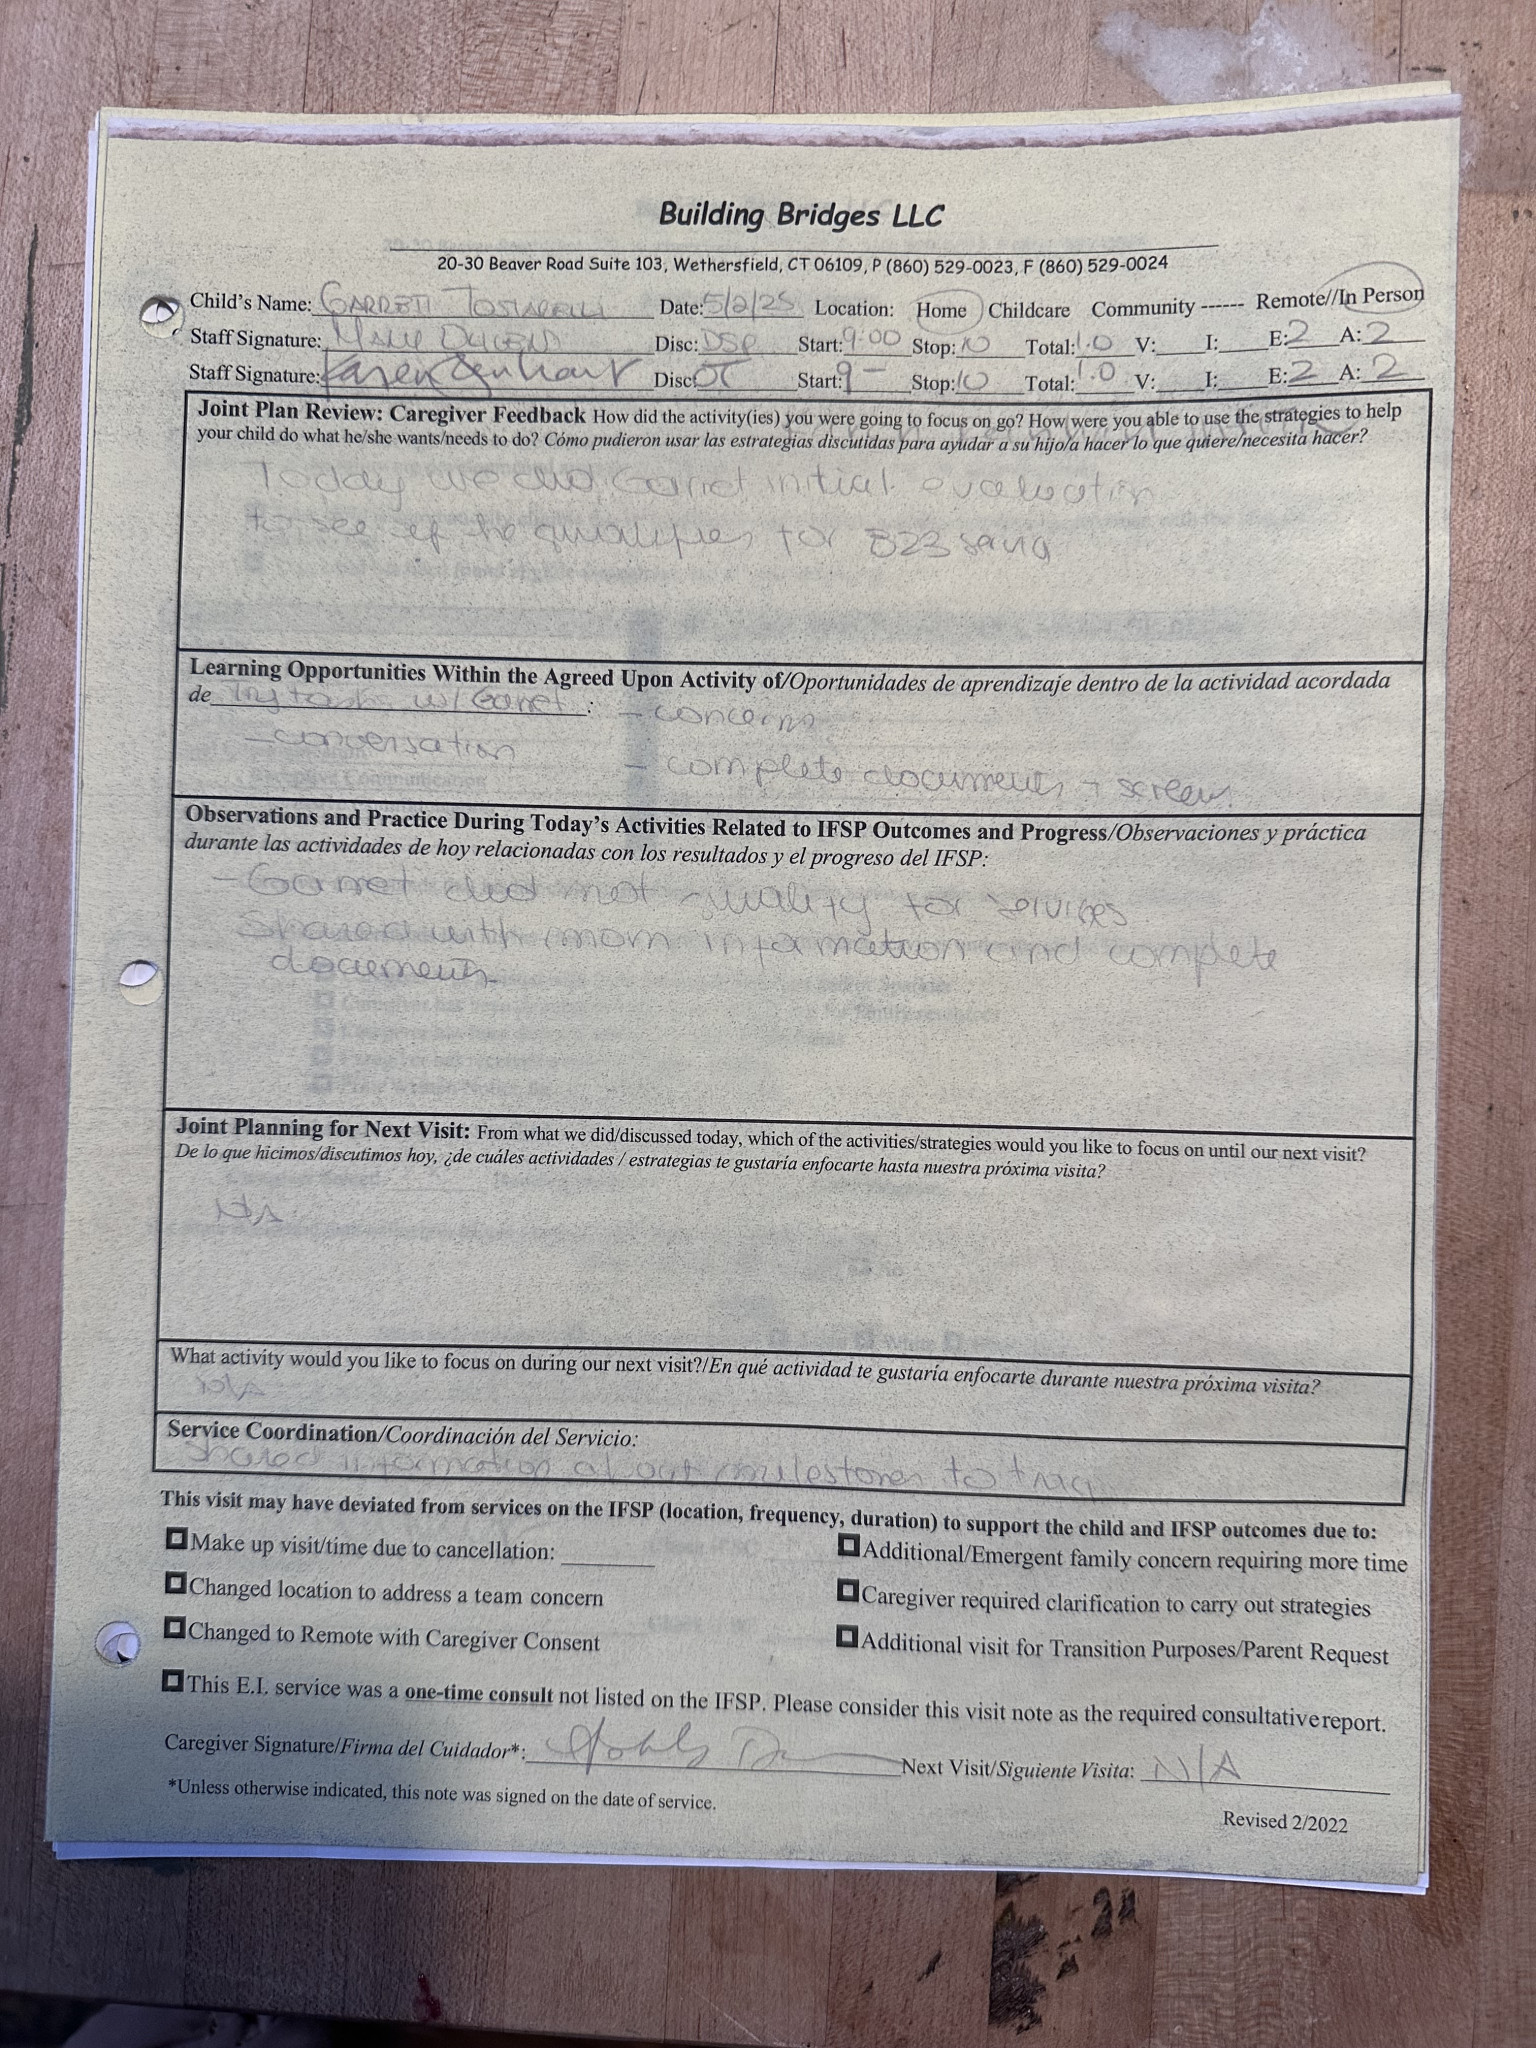 Building Bridges LLC
20-30 Beaver Road Suite 103, Wethersfield, CT 06109, P (860) 529-0023, F (860) 529-0024
Child's Name: GARRETT Date: 5/2/25 Location: Home Childcare Community ------ Remote//In Person
Staff Signature: Disc: DSP Start: 9:00 Stop: 10 Total: 1.0 V: I: E: 2 A: 2
Staff Signature: Karen Disc: OT Start: 9- Stop: 10 Total: 1.0 V: I: E: 2 A: 2
Joint Plan Review: Caregiver Feedback How did the activity(ies) you were going to focus on go? How were you able to use the strategies to help
your child do what he/she wants/needs to do? Cómo pudieron usar las estrategias discutidas para ayudar a su hijo/a hacer lo que quiere/necesita hacer?
Today we did Garret initial evaluation
to see if he qualifies for B23
Learning Opportunities Within the Agreed Upon Activity of/Oportunidades de aprendizaje dentro de la actividad acordada
de try tasks w/ Garret : - concerns
- conversation
- complete documents + screen
Observations and Practice During Today's Activities Related to IFSP Outcomes and Progress/Observaciones y práctica
durante las actividades de hoy relacionadas con los resultados y el progreso del IFSP:
- Garret did not qualify for services
Shared with mom information and complete
documents
Joint Planning for Next Visit: From what we did/discussed today, which of the activities/strategies would you like to focus on until our next visit?
De lo que hicimos/discutimos hoy, ¿de cuáles actividades / estrategias te gustaría enfocarte hasta nuestra próxima visita?
N/A
What activity would you like to focus on during our next visit?/En qué actividad te gustaría enfocarte durante nuestra próxima visita?
N/A
Service Coordination/Coordinación del Servicio:
Shared information about milestones to
This visit may have deviated from services on the IFSP (location, frequency, duration) to support the child and IFSP outcomes due to:
Make up visit/time due to cancellation: Additional/Emergent family concern requiring more time
Changed location to address a team concern Caregiver required clarification to carry out strategies
Changed to Remote with Caregiver Consent Additional visit for Transition Purposes/Parent Request
This E.I. service was a one-time consult not listed on the IFSP. Please consider this visit note as the required consultative report.
Caregiver Signature/Firma del Cuidador*: Next Visit/Siguiente Visita: N/A
*Unless otherwise indicated, this note was signed on the date of service.
Revised 2/2022